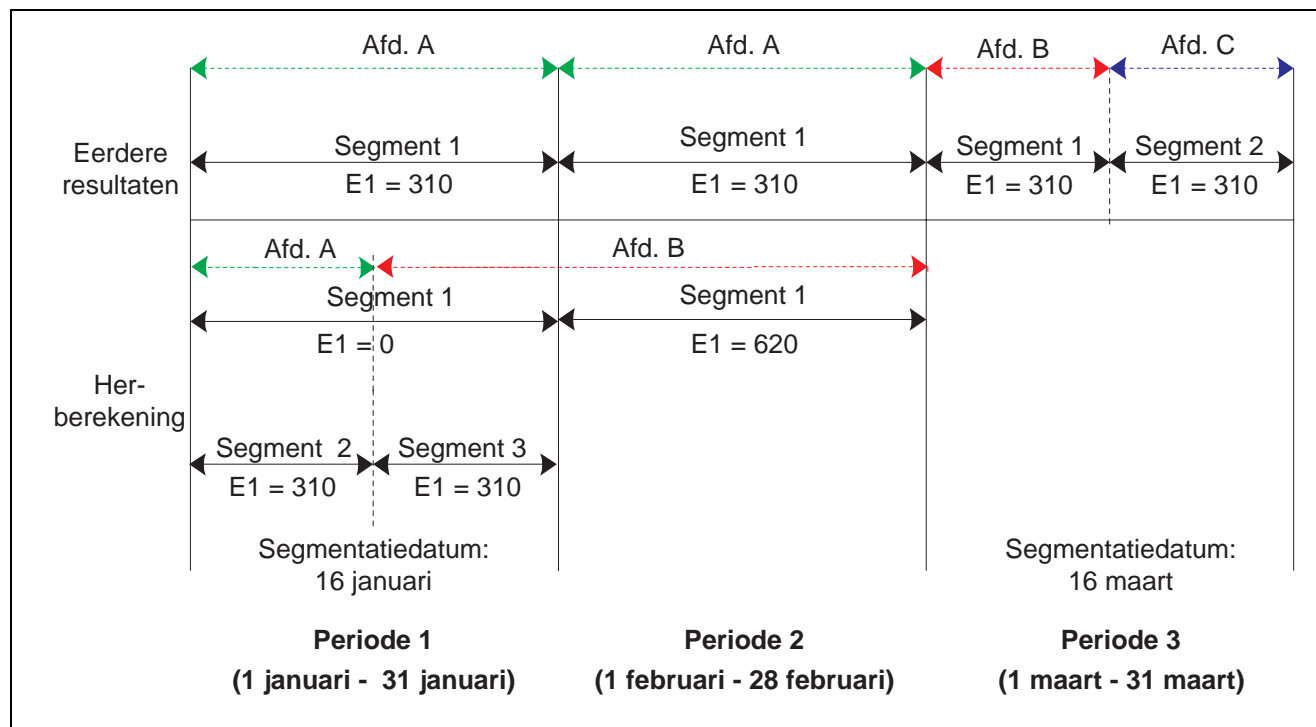 Afd. A
Afd. A
Afd. B
Afd. C
Eerdere
resultaten
Segment 1
E1 = 310
Segment 1
E1 = 310
Segment 1
E1 = 310
Segment 2
E1 = 310
Afd. A
Afd. B
Segment 1
E1 = 0
Segment 1
E1 = 620
Her-
berekening
Segment 2
E1 = 310
Segment 3
E1 = 310
Segmentatiedatum:
16 januari
Segmentatiedatum:
16 maart
Periode 1
(1 januari - 31 januari)
Periode 2
(1 februari - 28 februari)
Periode 3
(1 maart - 31 maart)